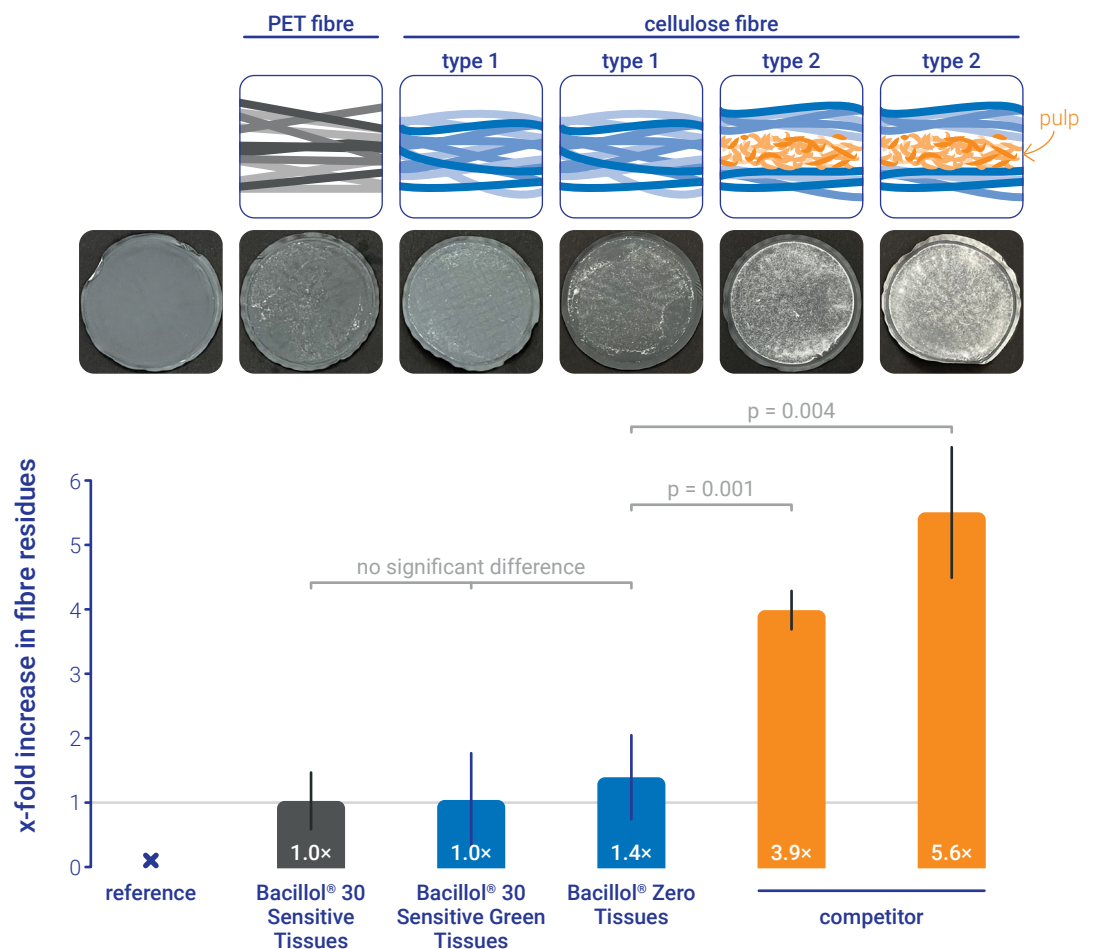 PET fibre
cellulose fibre
type 1
type 1
type 2
type 2
pulp
p = 0.004
p = 0.001
no significant difference
x-fold increase in fibre residues
6
5
4
3
2
1
0
1.0×
1.0×
1.4×
3.9×
5.6×
reference
Bacillol® 30
Sensitive
Tissues
Bacillol® 30
Sensitive Green
Tissues
Bacillol® Zero
Tissues
competitor